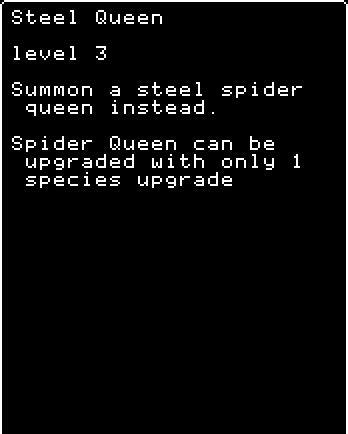 Steel Queen
level 3
Summon a steel spider
queen instead.
Spider Queen can be
upgraded with only 1
species upgrade